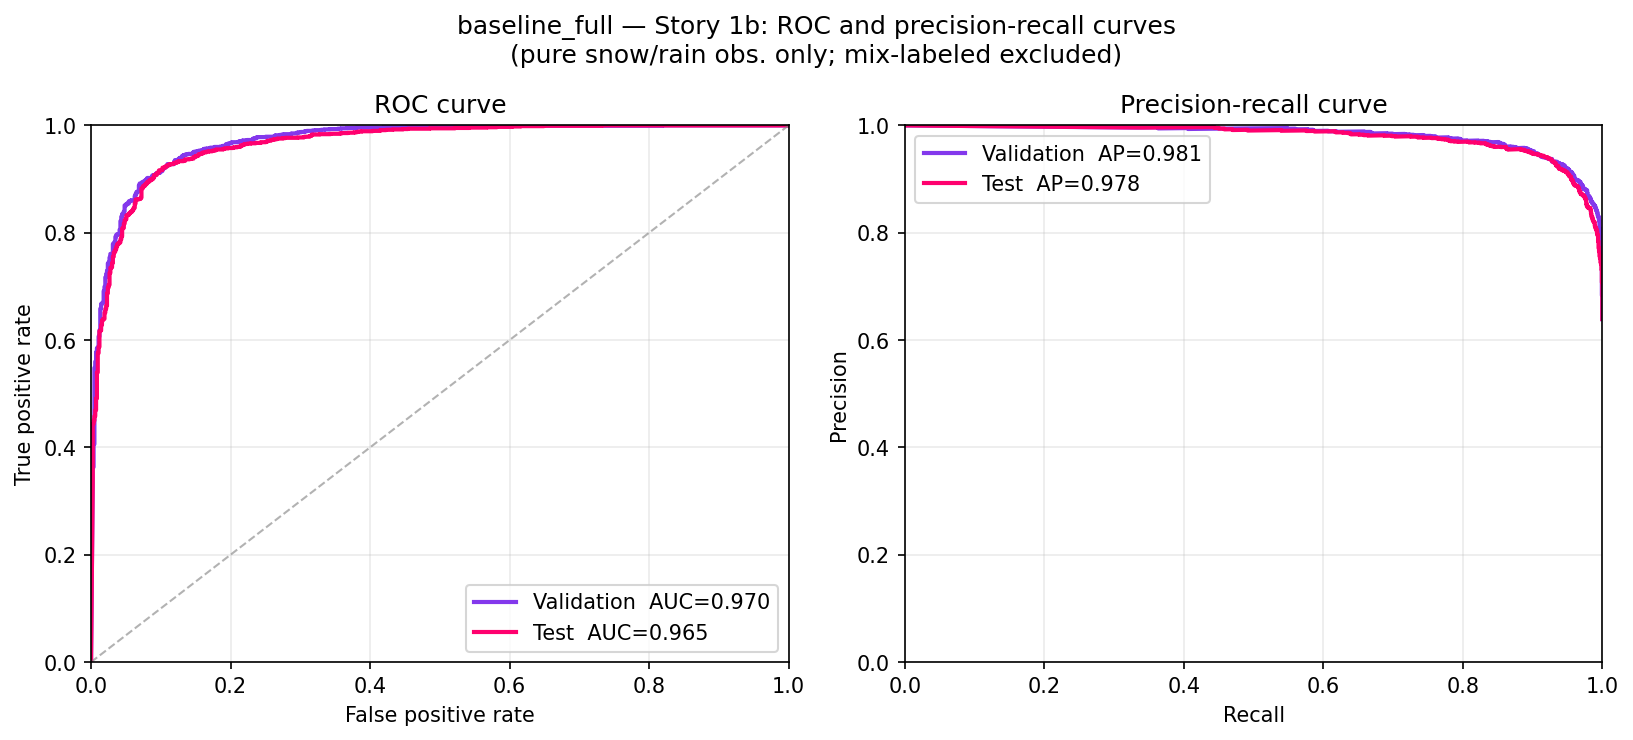 baseline_full — Story 1b: ROC and precision-recall curves
(pure snow/rain obs. only; mix-labeled excluded)
ROC curve
1.0
0.8
0.6
0.4
0.2
0.0
True positive rate
0.0 0.2 0.4 0.6 0.8 1.0
False positive rate
Validation AUC=0.970
Test AUC=0.965
Precision-recall curve
1.0
0.8
0.6
0.4
0.2
0.0
Precision
0.0 0.2 0.4 0.6 0.8 1.0
Recall
Validation AP=0.981
Test AP=0.978